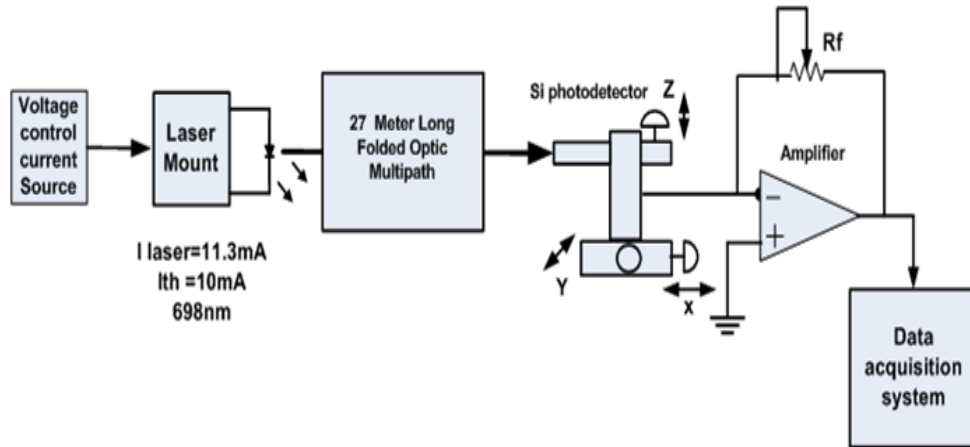 Voltage
control
current
Source
Laser
Mount
I laser=11.3mA
Ith =10mA
698nm
27 Meter Long
Folded Optic
Multipath
Si photodetector
Z
Y
x
Rf
Amplifier
−
+
Data
acquisition
system